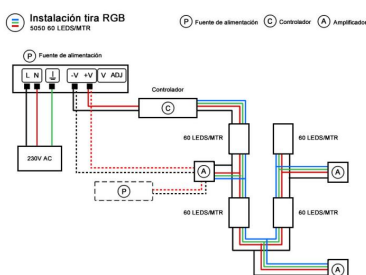 Instalación tira RGB
5050 60 LEDS/MTR
P Fuente de alimentación C Controlador A Amplificador
P Fuente de alimentación
L N -V +V V ADJ
Controlador
C
230V AC
60 LEDS/MTR 60 LEDS/MTR
A A
P
60 LEDS/MTR 60 LEDS/MTR
A